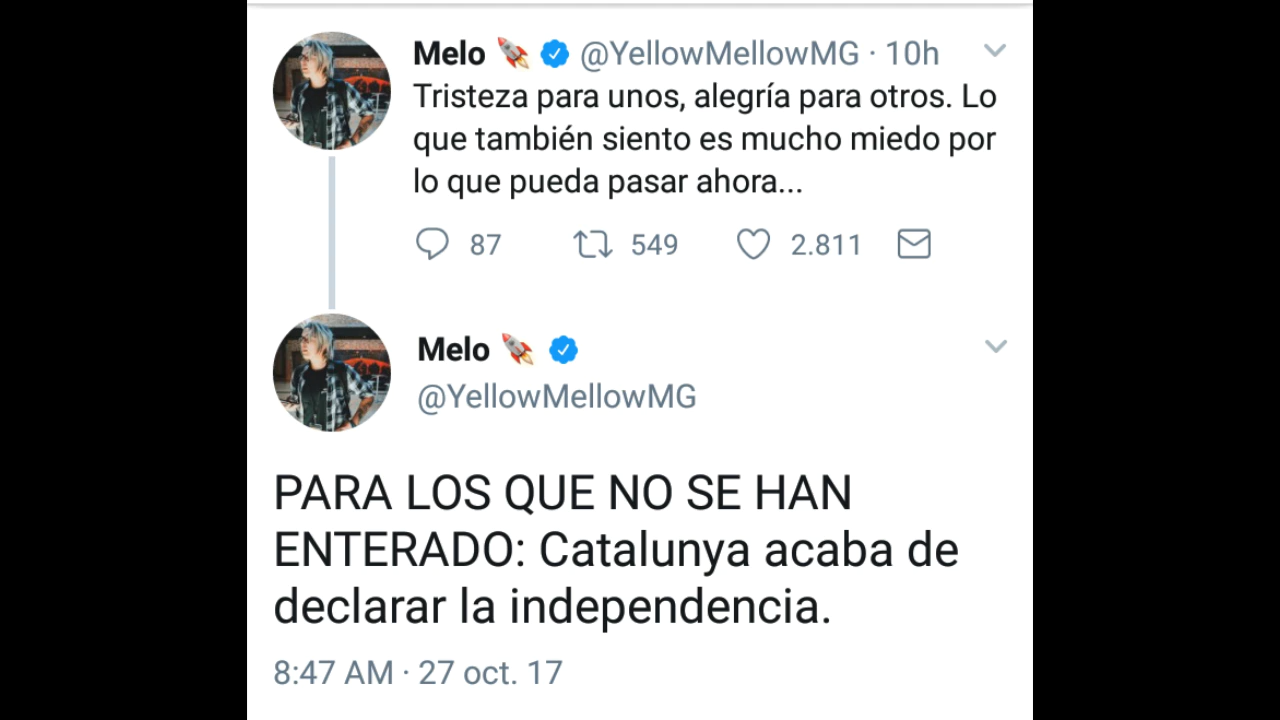 Melo 🚀 @YellowMellowMG · 10h
Tristeza para unos, alegría para otros. Lo
que también siento es mucho miedo por
lo que pueda pasar ahora...
87 549 2.811
Melo 🚀
@YellowMellowMG
PARA LOS QUE NO SE HAN
ENTERADO: Catalunya acaba de
declarar la independencia.
8:47 AM · 27 oct. 17